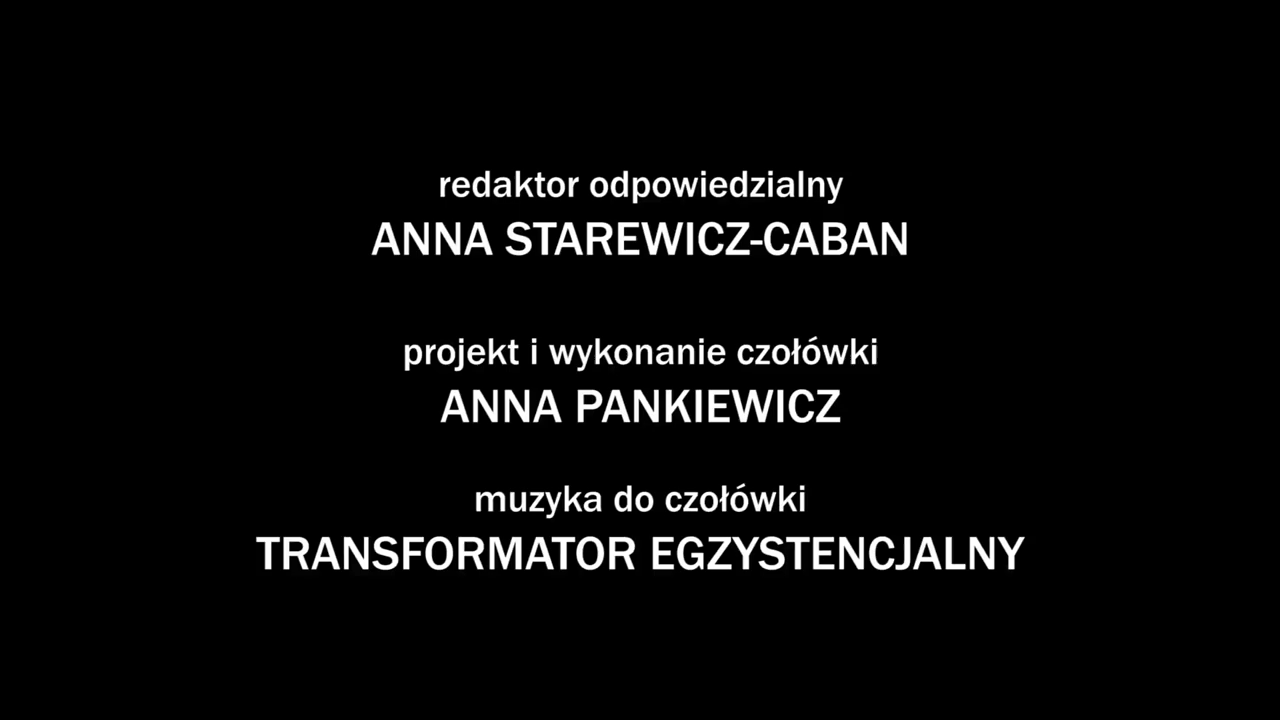 redaktor odpowiedzialny
ANNA STAREWICZ-CABAN
projekt i wykonanie czołówki
ANNA PANKIEWICZ
muzyka do czołówki
TRANSFORMATOR EGZYSTENCJALNY